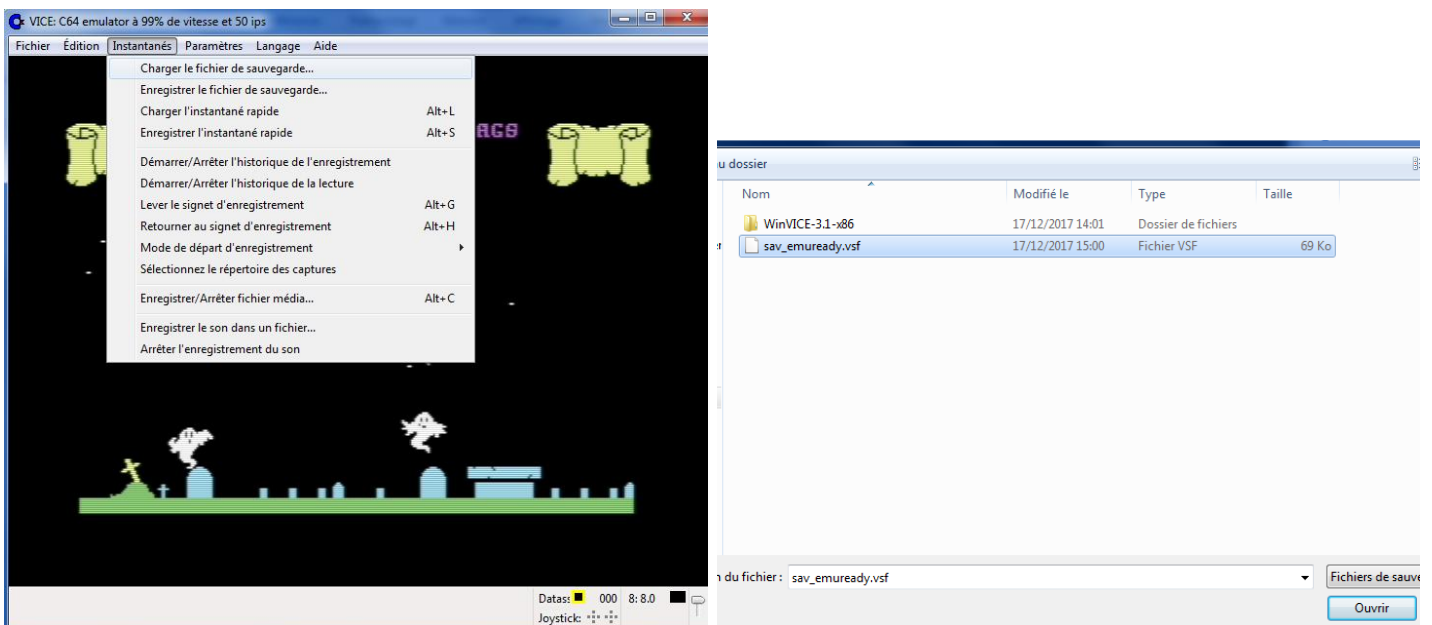 VICE: C64 emulator à 99% de vitesse et 50 ips
Fichier Édition Instantanés Paramètres Langage Aide
Charger le fichier de sauvegarde...
Enregistrer le fichier de sauvegarde...
Charger l'instantané rapide Alt+L
Enregistrer l'instantané rapide Alt+S
Démarrer/Arrêter l'historique de l'enregistrement
Démarrer/Arrêter l'historique de la lecture
Lever le signet d'enregistrement Alt+G
Retourner au signet d'enregistrement Alt+H
Mode de départ d'enregistrement
Sélectionnez le répertoire des captures
Enregistrer/Arrêter fichier média... Alt+C
Enregistrer le son dans un fichier...
Arrêter l'enregistrement du son
AGS
Datas: 000 8: 8.0
Joystick:
u dossier
Nom Modifié le Type Taille
WinVICE-3.1-x86 17/12/2017 14:01 Dossier de fichiers
sav_emuready.vsf 17/12/2017 15:00 Fichier VSF 69 Ko
du fichier : sav_emuready.vsf Fichiers de sauve
Ouvrir